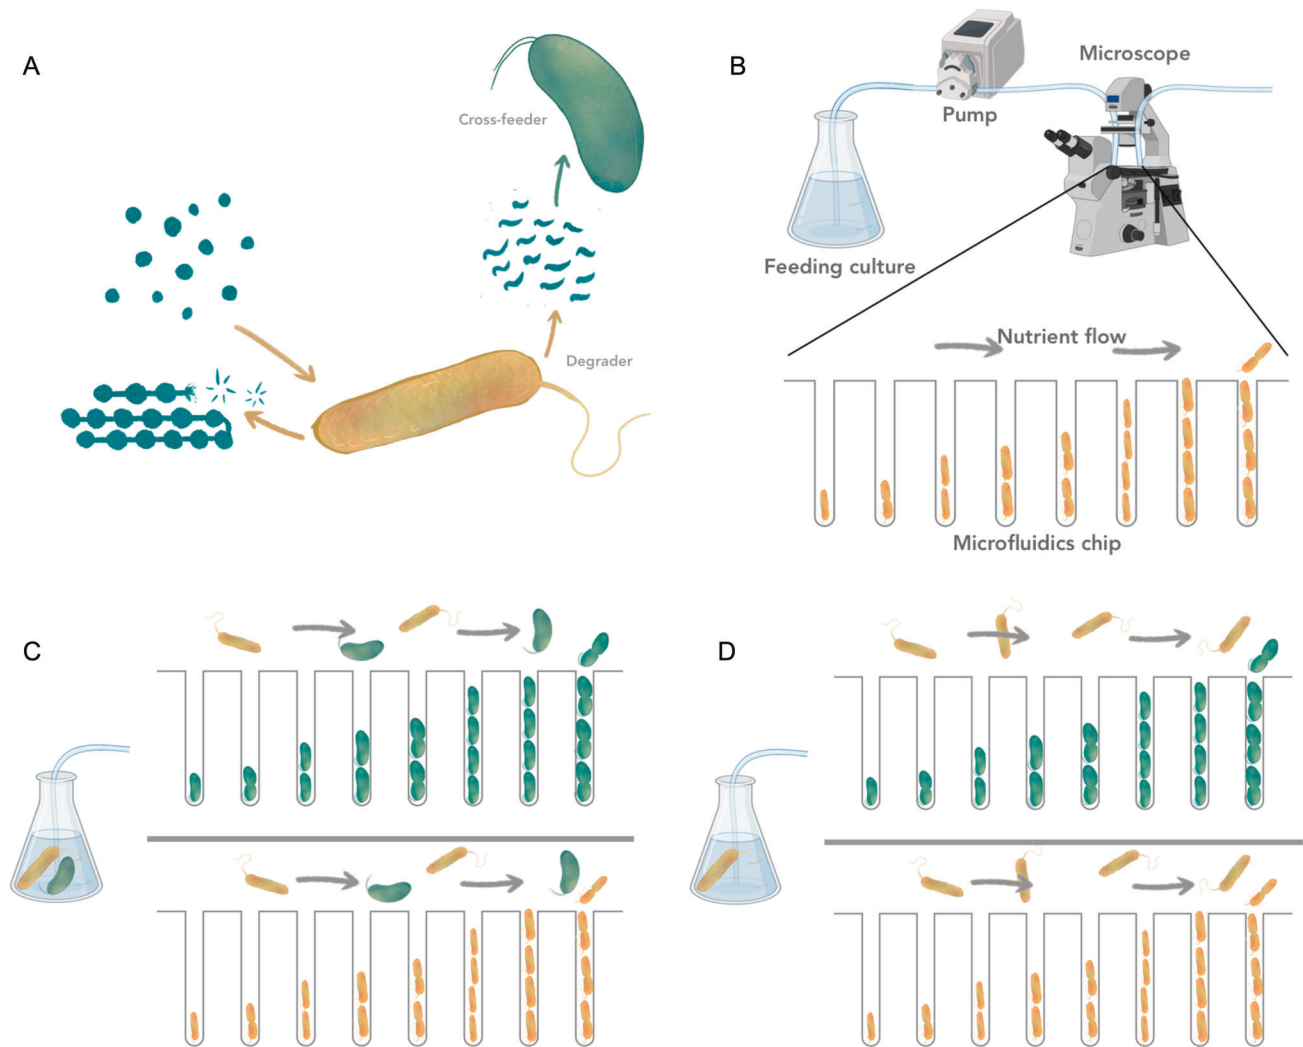 A
Cross-feeder
Degrader
B
Microscope
Pump
Feeding culture
Nutrient flow
Microfluidics chip
C
D